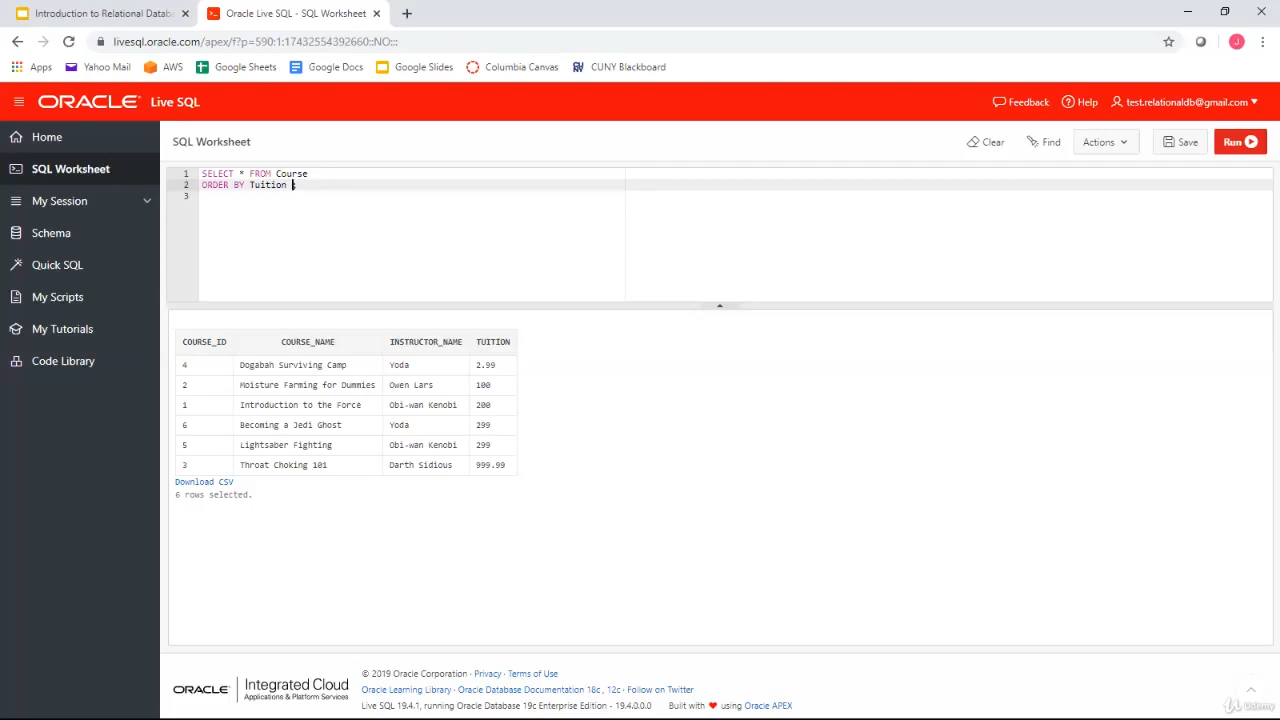 Introduction to Relational Datab
Oracle Live SQL - SQL Worksheet
livesql.oracle.com/apex/f?p=590:1:17432554392660::NO:::
J
Apps
Yahoo Mail
AWS
Google Sheets
Google Docs
Google Slides
Columbia Canvas
CUNY Blackboard
ORACLE Live SQL
Feedback
Help
test.relationaldb@gmail.com
Home
SQL Worksheet
My Session
Schema
Quick SQL
My Scripts
My Tutorials
Code Library
SQL Worksheet
Clear
Find
Actions
Save
Run
1 SELECT * FROM Course
2 ORDER BY Tuition ;
3
COURSE_ID COURSE_NAME INSTRUCTOR_NAME TUITION
4 Dogabah Surviving Camp Yoda 2.99
2 Moisture Farming for Dummies Owen Lars 100
1 Introduction to the Force Obi-wan Kenobi 200
6 Becoming a Jedi Ghost Yoda 299
5 Lightsaber Fighting Obi-wan Kenobi 299
3 Throat Choking 101 Darth Sidious 999.99
Download CSV
6 rows selected.
ORACLE
Integrated Cloud
Applications & Platform Services
© 2019 Oracle Corporation · Privacy · Terms of Use
Oracle Learning Library · Oracle Database Documentation 18c , 12c · Follow on Twitter
Live SQL 19.4.1, running Oracle Database 19c Enterprise Edition - 19.4.0.0.0 Built with ❤ using Oracle APEX
Udemy